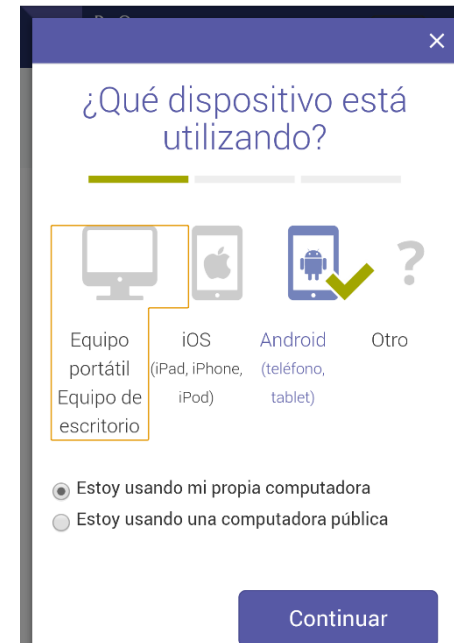 ¿Qué dispositivo está
utilizando?
?
Equipo
portátil
Equipo de
escritorio
iOS
(iPad, iPhone,
iPod)
Android
(teléfono,
tablet)
Otro
Estoy usando mi propia computadora
Estoy usando una computadora pública
Continuar